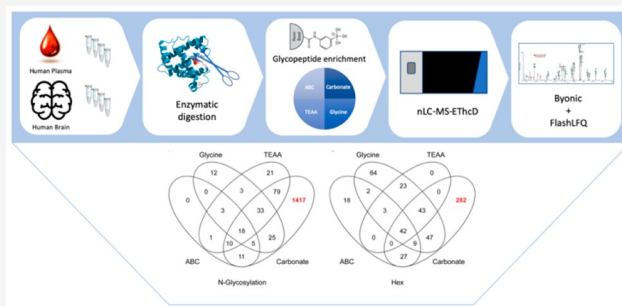 Human Plasma
Human Brain
Enzymatic
digestion
Glycopeptide enrichment
ABC
Carbonate
TEAA
Glycine
nLC-MS-EThcD
Byonic
+
FlashLFQ
Glycine
TEAA
12
21
0
3
79
0
1417
3
33
18
1
25
10
5
11
ABC
Carbonate
N-Glycosylation
Glycine
TEAA
64
0
2
23
0
18
282
0
43
42
0
47
0
9
27
ABC
Carbonate
Hex